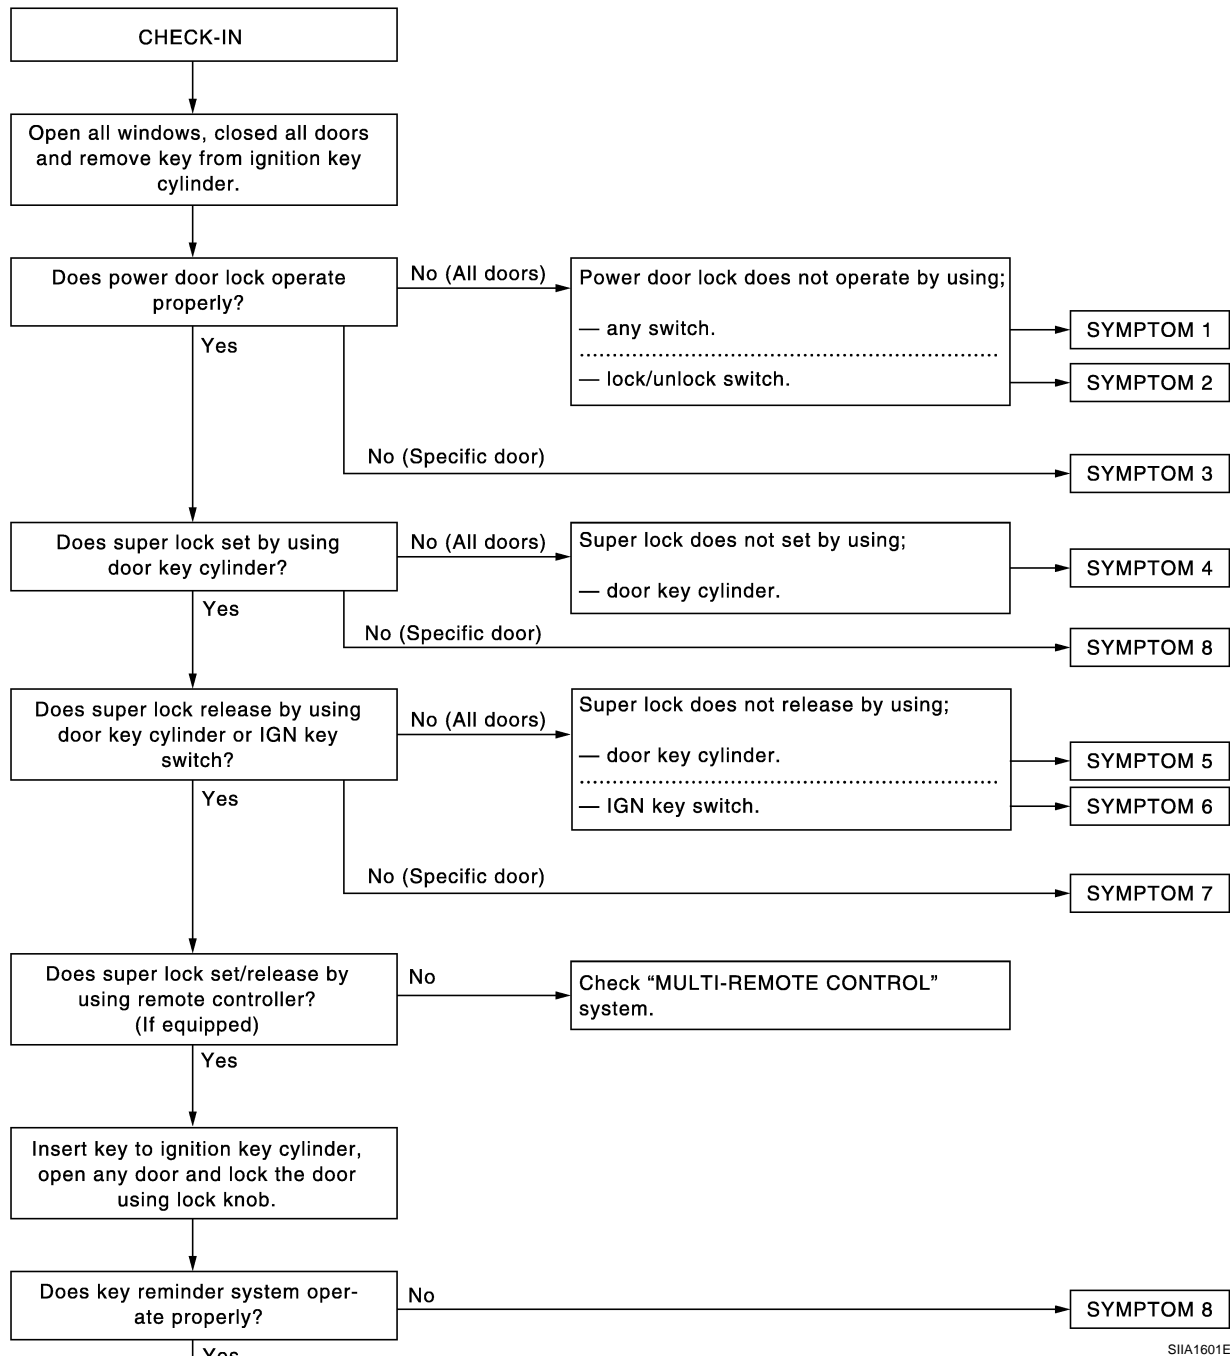 CHECK-IN
Open all windows, closed all doors
and remove key from ignition key
cylinder.
Does power door lock operate
properly?
No (All doors)
Power door lock does not operate by using;
— any switch.
SYMPTOM 1
— lock/unlock switch.
SYMPTOM 2
Yes
No (Specific door)
SYMPTOM 3
Does super lock set by using
door key cylinder?
No (All doors)
Super lock does not set by using;
— door key cylinder.
SYMPTOM 4
Yes
No (Specific door)
SYMPTOM 8
Does super lock release by using
door key cylinder or IGN key
switch?
No (All doors)
Super lock does not release by using;
— door key cylinder.
SYMPTOM 5
— IGN key switch.
SYMPTOM 6
Yes
No (Specific door)
SYMPTOM 7
Does super lock set/release by
using remote controller?
(If equipped)
No
Check “MULTI-REMOTE CONTROL”
system.
Yes
Insert key to ignition key cylinder,
open any door and lock the door
using lock knob.
Does key reminder system oper-
ate properly?
No
SYMPTOM 8
Yes
SIIA1601E